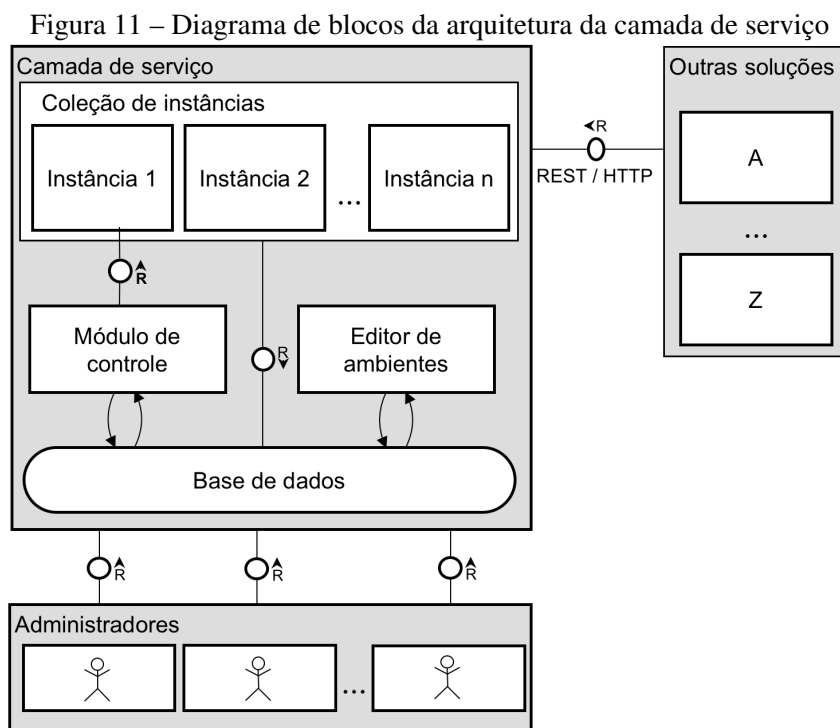 Figura 11 – Diagrama de blocos da arquitetura da camada de serviço
Camada de serviço
Coleção de instâncias
Instância 1
Instância 2
...
Instância n
R
REST / HTTP
Outras soluções
A
...
Z
R
Módulo de
controle
R
Editor de
ambientes
Base de dados
R
R
R
Administradores
...